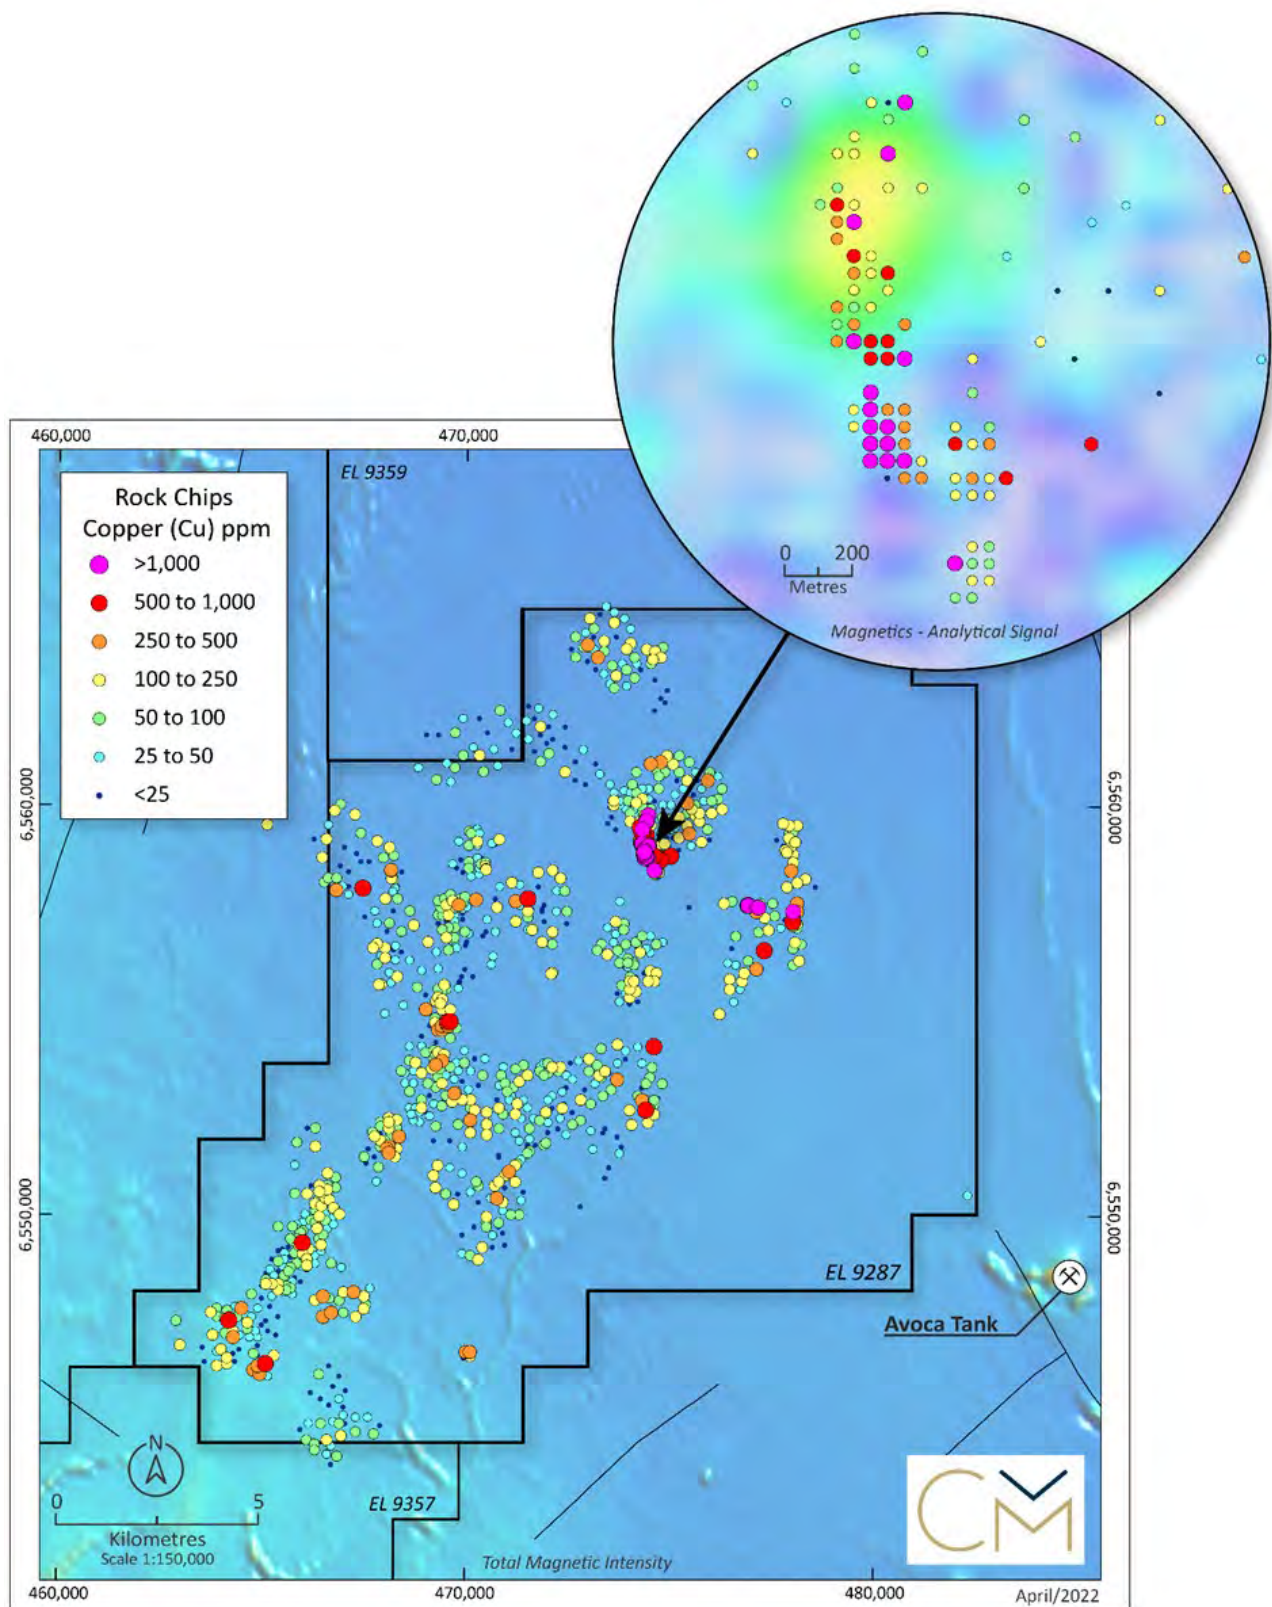 0 200
Metres
Magnetics - Analytical Signal
460,000
470,000
EL 9359
Rock Chips
Copper (Cu) ppm
>1,000
500 to 1,000
250 to 500
100 to 250
50 to 100
25 to 50
<25
6,560,000
6,560,000
6,550,000
6,550,000
EL 9287
Avoca Tank
N
0 5
Kilometres
Scale 1:150,000
EL 9357
Total Magnetic Intensity
CM
460,000
470,000
480,000
April/2022